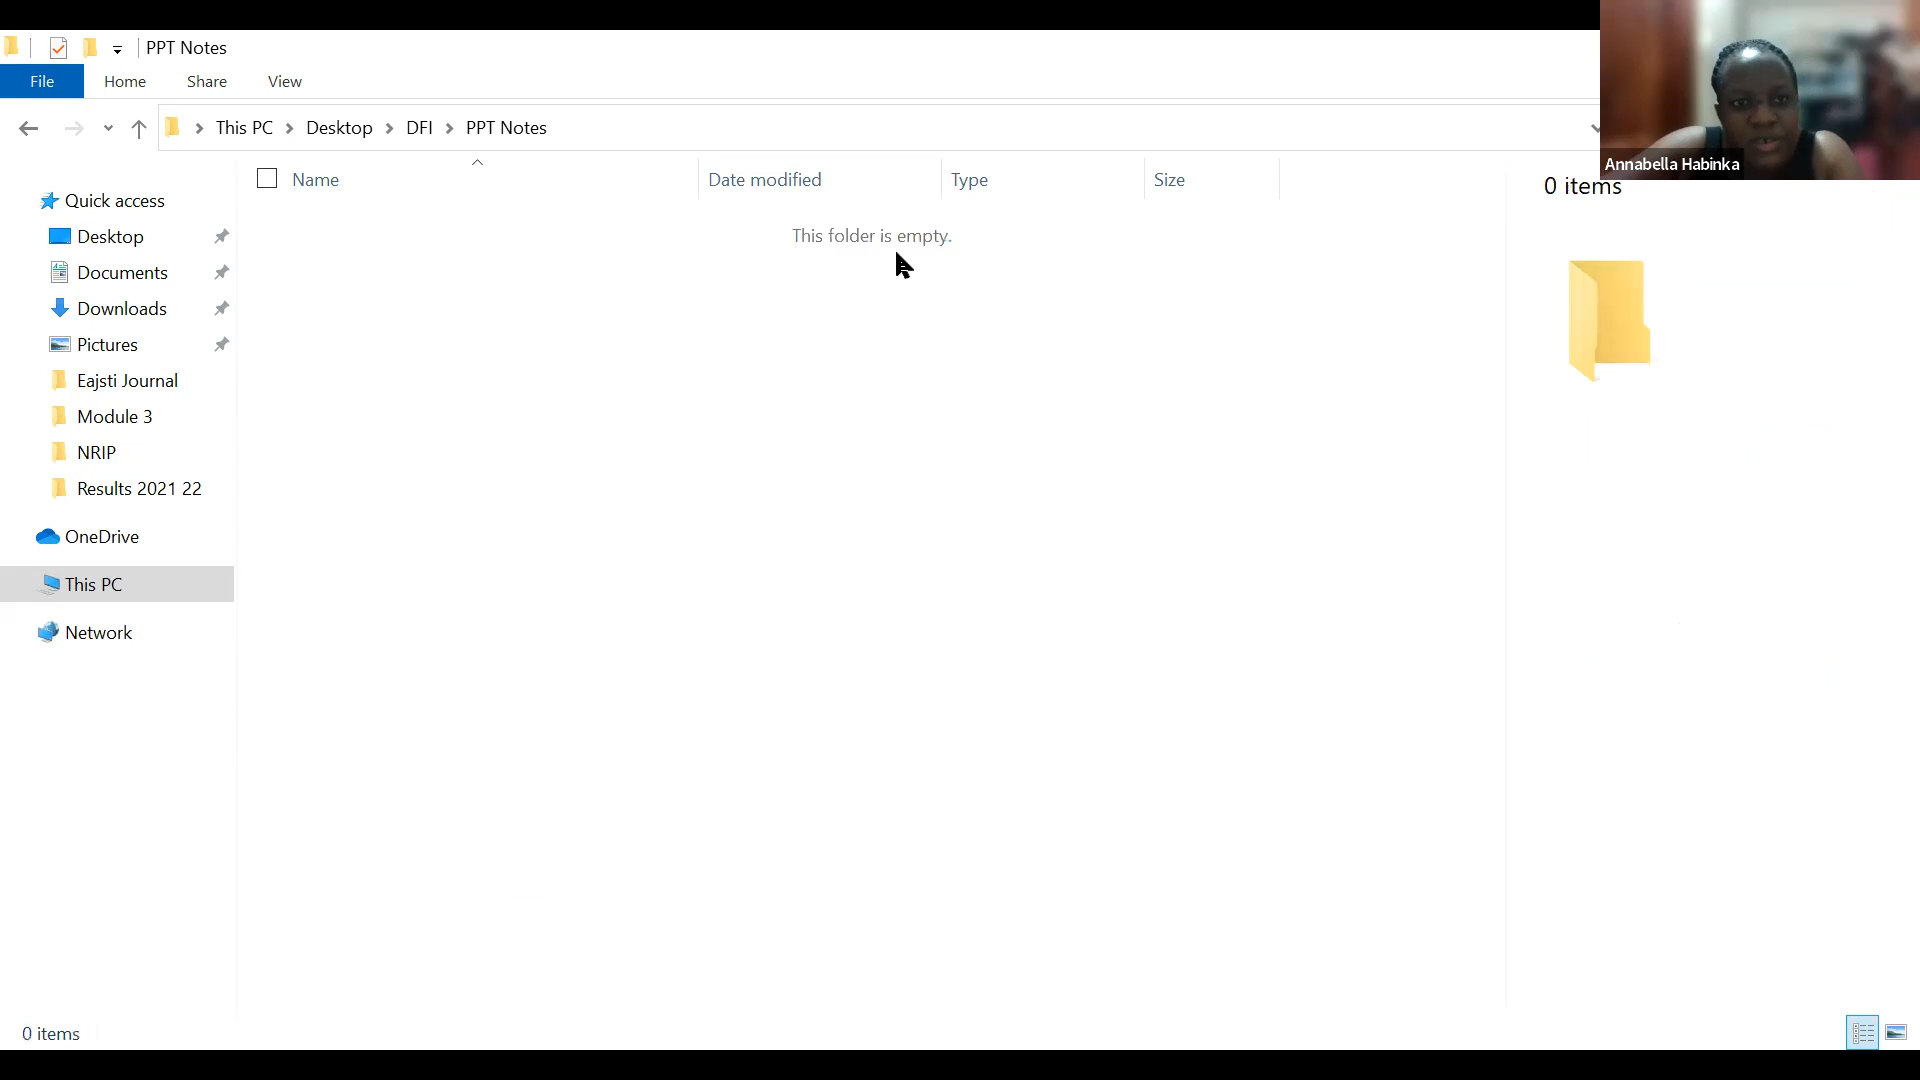 PPT Notes
File Home Share View
This PC Desktop DFI PPT Notes
Annabella Habinka
Name Date modified Type Size
0 items
This folder is empty.
Quick access
Desktop
Documents
Downloads
Pictures
Eajsti Journal
Module 3
NRIP
Results 2021 22
OneDrive
This PC
Network
0 items